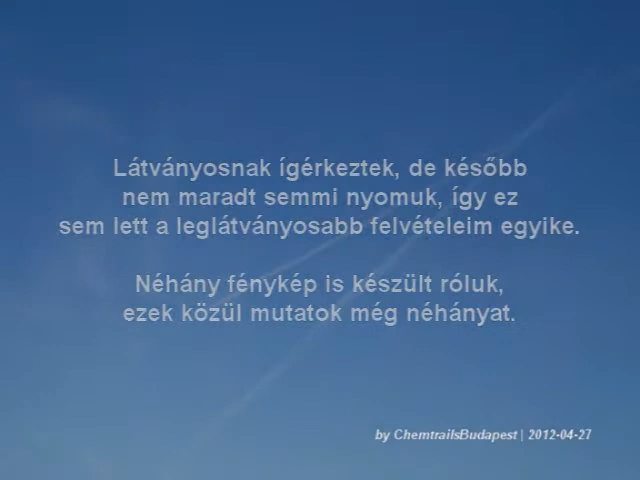 Látványosnak ígérkeztek, de később
nem maradt semmi nyomuk, így ez
sem lett a leglátványosabb felvételeim egyike.
Néhány fénykép is készült róluk,
ezek közül mutatok még néhányat.
by ChemtrailsBudapest | 2012-04-27